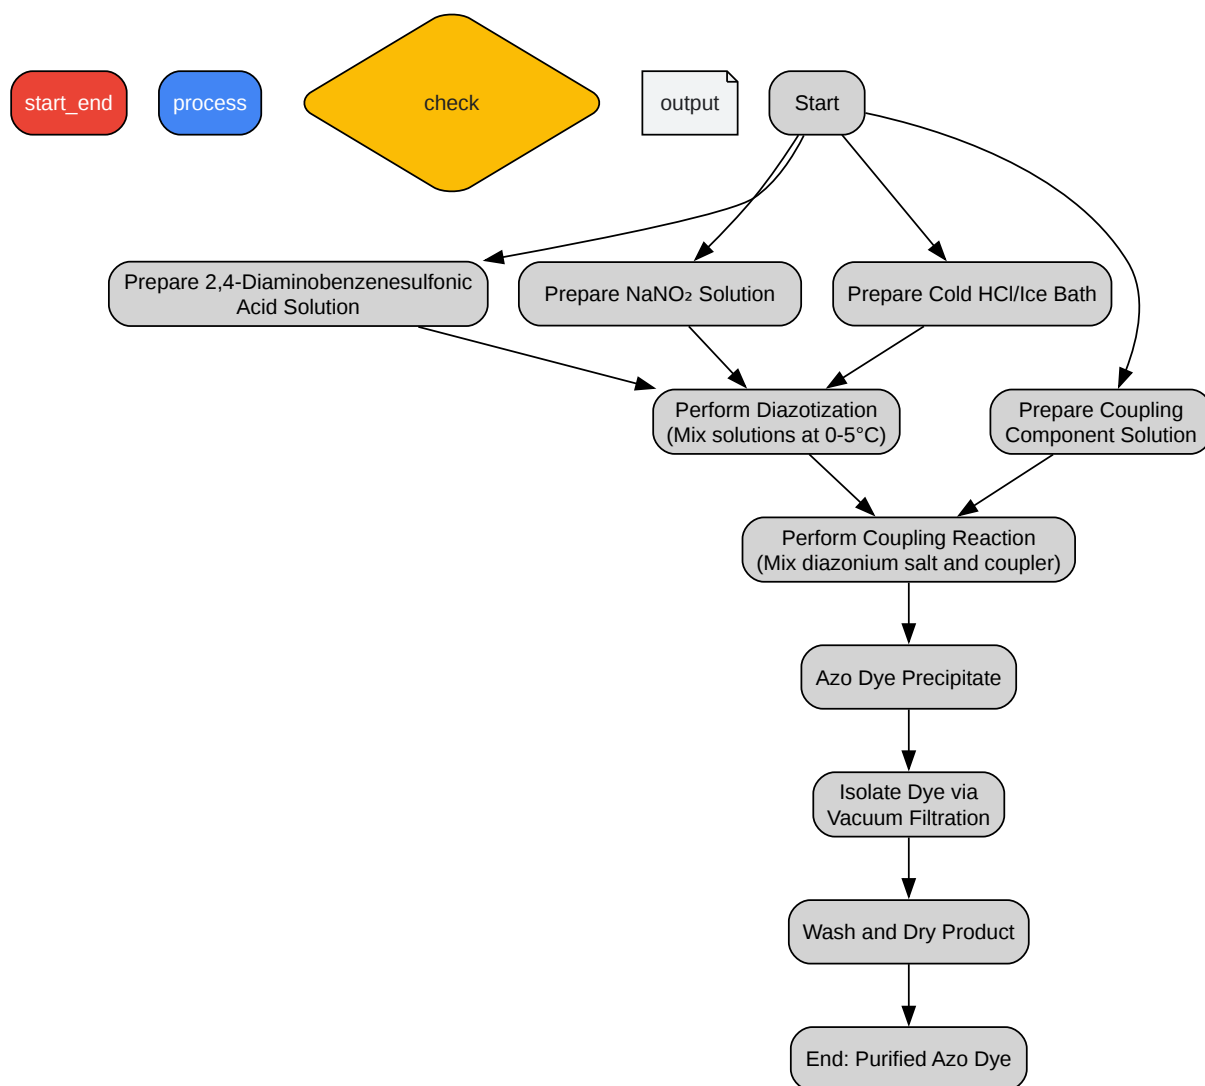 start_end
process
check
output
Start
Prepare 2,4-Diaminobenzenesulfonic
Acid Solution
Prepare NaNO₂ Solution
Prepare Cold HCl/Ice Bath
Perform Diazotization
(Mix solutions at 0-5°C)
Prepare Coupling
Component Solution
Perform Coupling Reaction
(Mix diazonium salt and coupler)
Azo Dye Precipitate
Isolate Dye via
Vacuum Filtration
Wash and Dry Product
End: Purified Azo Dye